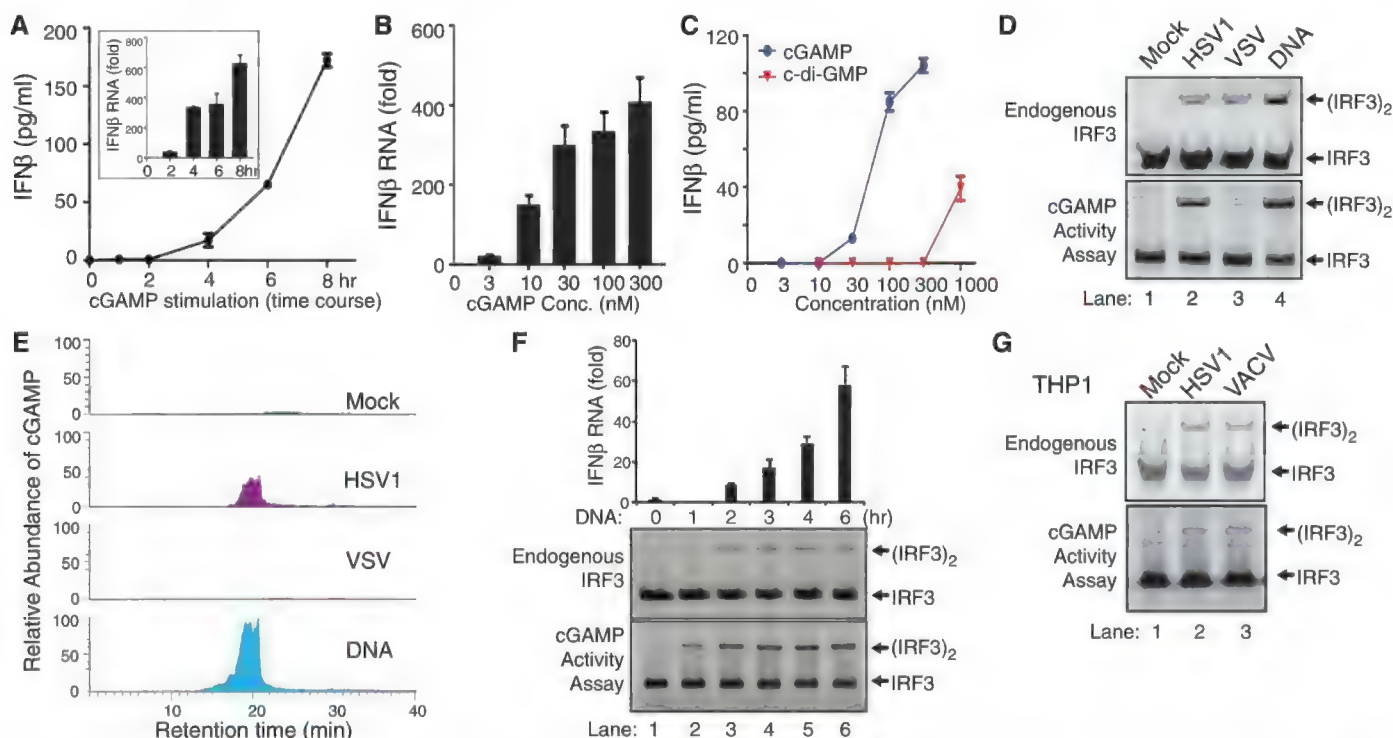 A
IFNβ (pg/ml)
200
150
100
50
0
0 2 4 6 8 hr
cGAMP stimulation (time course)
IFNβ RNA (fold)
800
600
400
200
0
0 2 4 6 8hr
B
IFNβ RNA (fold)
600
400
200
0
0 3 10 30 100 300
cGAMP Conc. (nM)
C
IFNβ (pg/ml)
120
80
40
0
cGAMP
c-di-GMP
0 3 10 30 100 300 1000
Concentration (nM)
D
Mock HSV1 VSV DNA
Endogenous
IRF3
(IRF3)2
IRF3
cGAMP
Activity
Assay
(IRF3)2
IRF3
Lane: 1 2 3 4
E
Relative Abundance of cGAMP
100
50
0
Mock
100
50
0
HSV1
100
50
0
VSV
100
50
0
DNA
10 20 30 40
Retention time (min)
F
IFNβ RNA (fold)
80
60
40
20
0
DNA: 0 1 2 3 4 6 (hr)
Endogenous
IRF3
(IRF3)2
IRF3
cGAMP
Activity
Assay
(IRF3)2
IRF3
Lane: 1 2 3 4 5 6
G
THP1
Mock HSV1 VACV
Endogenous
IRF3
(IRF3)2
IRF3
cGAMP
Activity
Assay
(IRF3)2
IRF3
Lane: 1 2 3